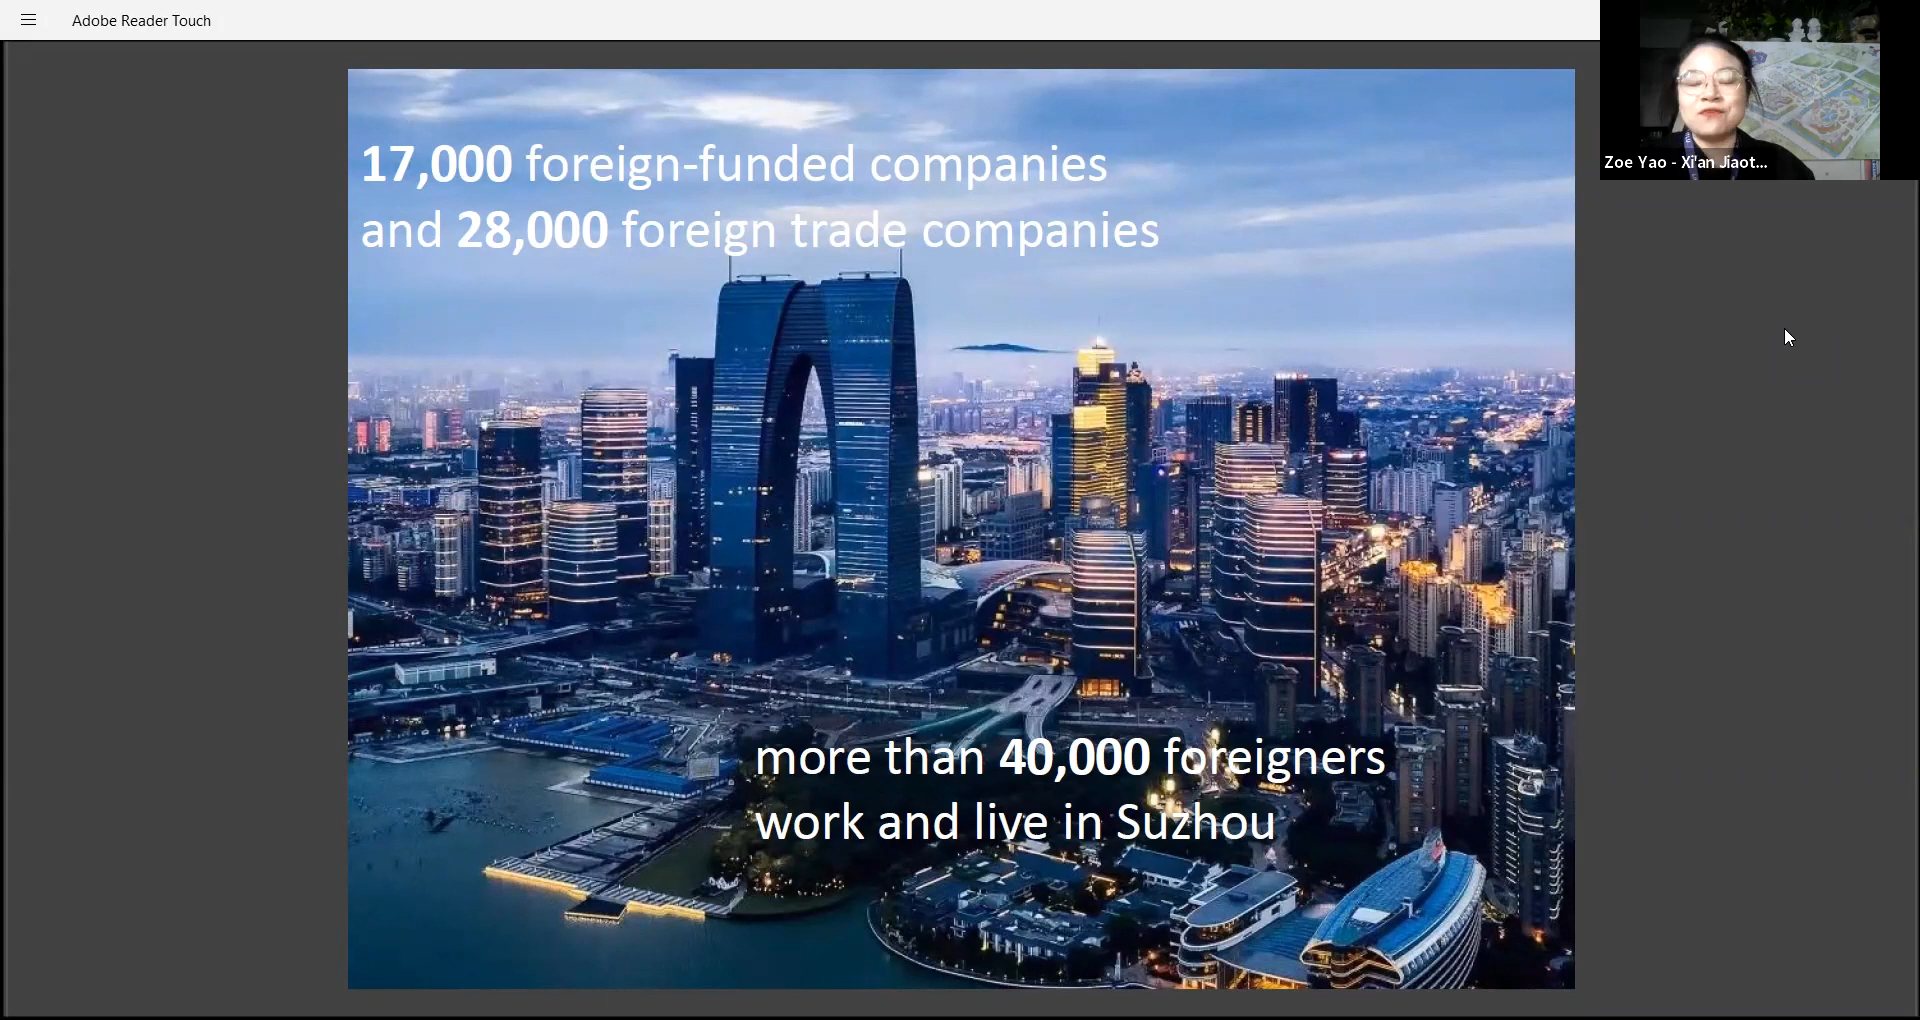 Adobe Reader Touch
17,000 foreign-funded companies
and 28,000 foreign trade companies
more than 40,000 foreigners
work and live in Suzhou
Zoe Yao - Xi'an Jiaot...